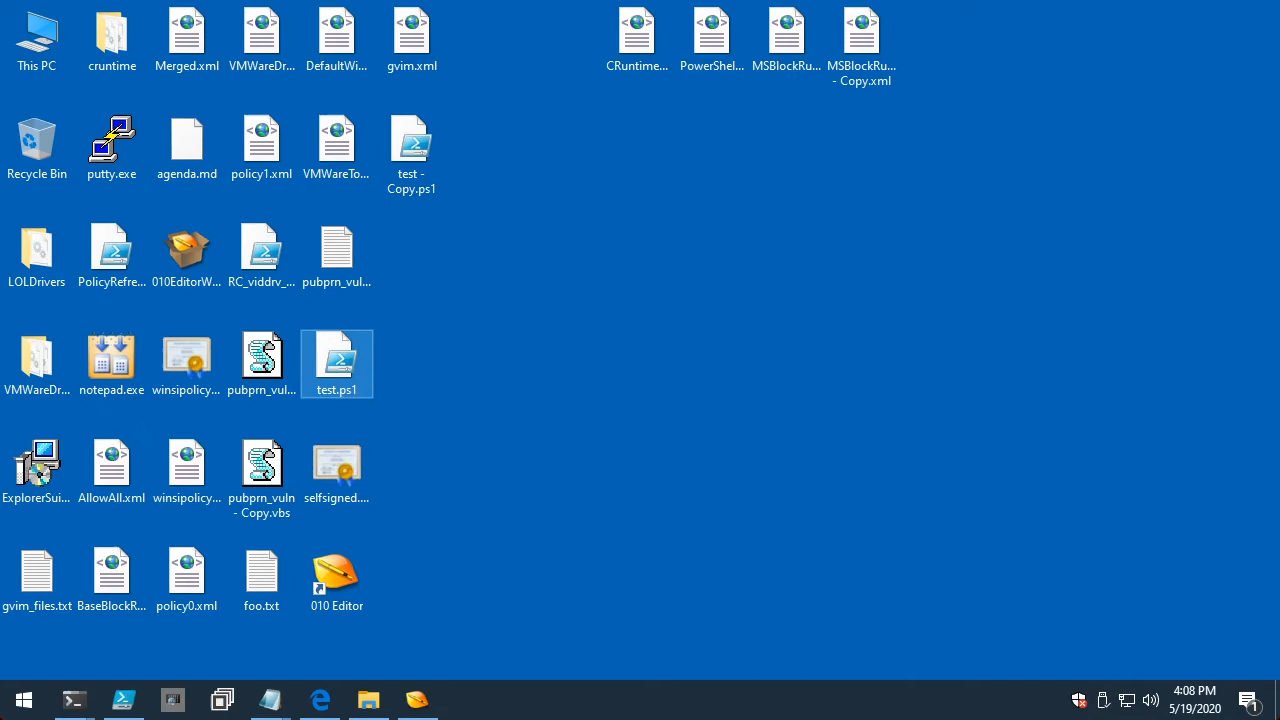 This PC
cruntime
Merged.xml
VMWareDr...
DefaultWi...
gvim.xml
CRuntime...
PowerShel...
MSBlockRu...
MSBlockRu...
- Copy.xml
Recycle Bin
putty.exe
agenda.md
policy1.xml
VMWareTo...
test -
Copy.ps1
LOLDrivers
PolicyRefre...
010EditorW...
RC_viddrv_...
pubprn_vul...
VMWareDr...
notepad.exe
winsipolicy...
pubprn_vul...
test.ps1
ExplorerSui...
AllowAll.xml
winsipolicy...
pubprn_vuln
- Copy.vbs
selfsigned....
gvim_files.txt
BaseBlockR...
policy0.xml
foo.txt
010 Editor
4:08 PM
5/19/2020
1